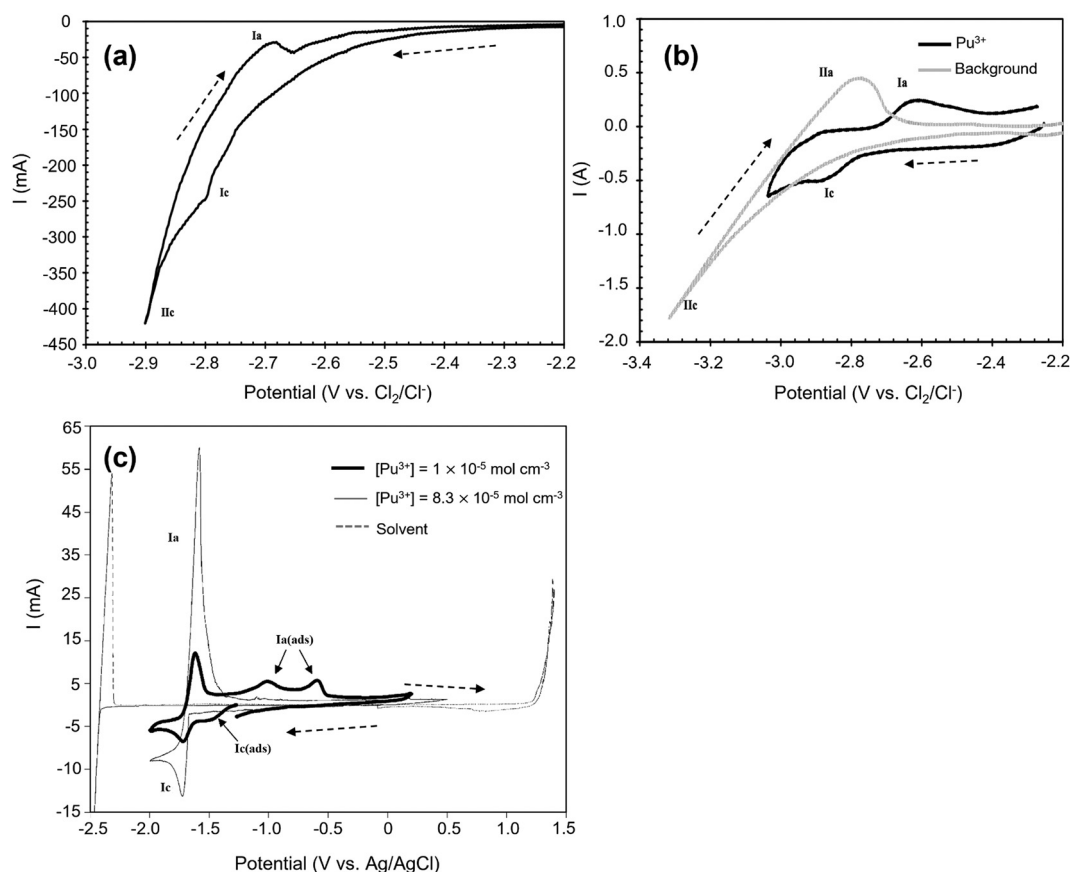 (a)
0
-50
-100
-150
-200
-250
-300
-350
-400
-450
I (mA)
Ia
Ic
IIc
-3.0 -2.9 -2.8 -2.7 -2.6 -2.5 -2.4 -2.3 -2.2
Potential (V vs. Cl₂/Cl⁻)
(b)
Pu³⁺
Background
1.0
0.5
0.0
-0.5
-1.0
-1.5
-2.0
I (A)
IIa
Ia
Ic
IIc
-3.4 -3.2 -3.0 -2.8 -2.6 -2.4 -2.2
Potential (V vs. Cl₂/Cl⁻)
(c)
65
55
45
35
25
15
5
-5
-10
-15
I (mA)
[Pu³⁺] = 1 × 10⁻⁵ mol cm⁻³
[Pu³⁺] = 8.3 × 10⁻⁵ mol cm⁻³
Solvent
Ia
Ia(ads)
Ic(ads)
Ic
-2.5 -2.0 -1.5 -1.0 -0.5 0 0.5 1.0 1.5
Potential (V vs. Ag/AgCl)